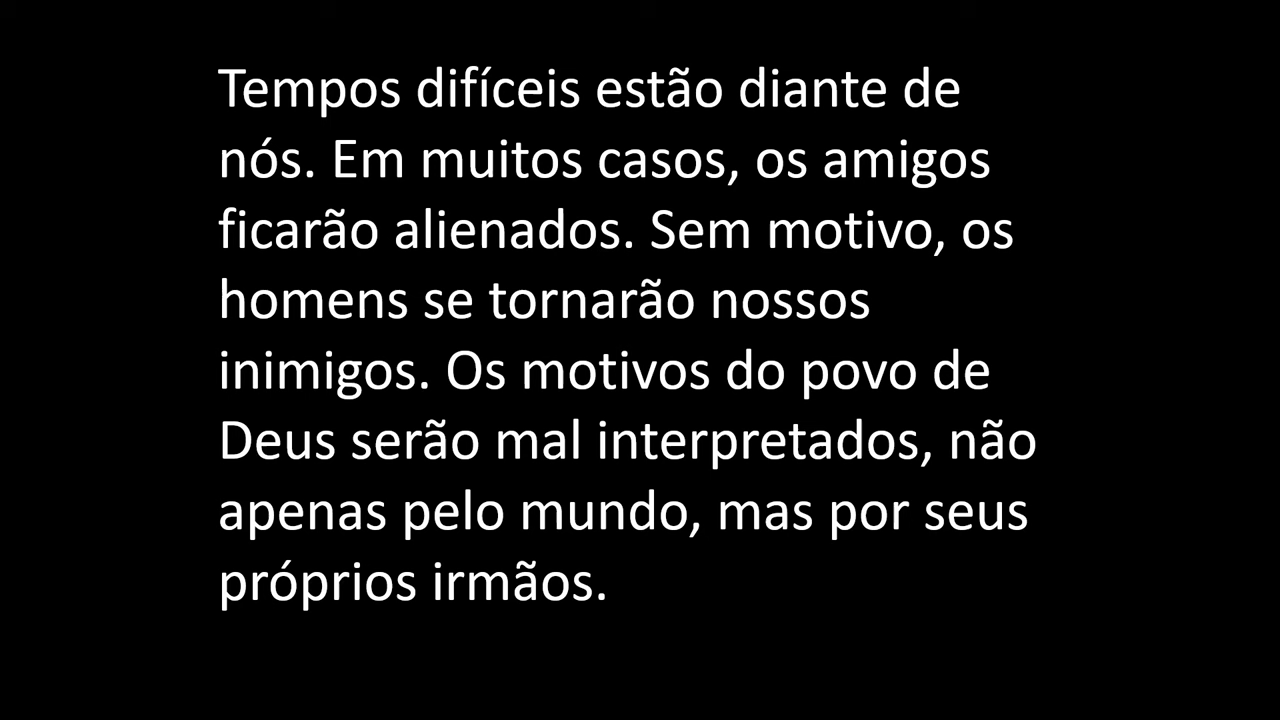 Tempos difíceis estão diante de
nós. Em muitos casos, os amigos
ficarão alienados. Sem motivo, os
homens se tornarão nossos
inimigos. Os motivos do povo de
Deus serão mal interpretados, não
apenas pelo mundo, mas por seus
próprios irmãos.